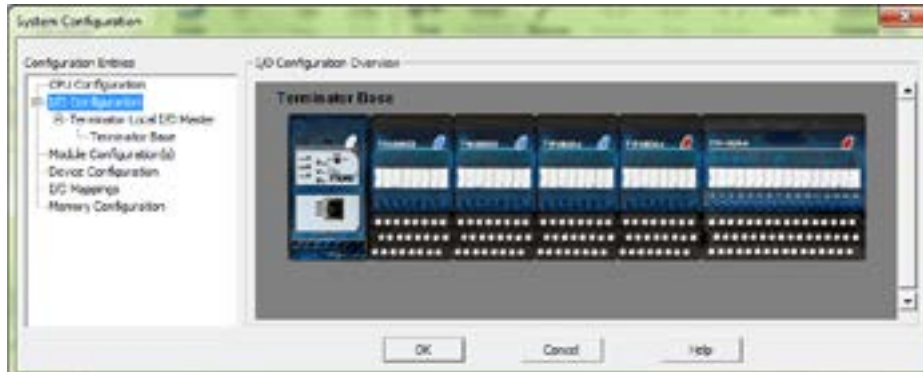 System Configuration
Configuration Entries
CPU Configuration
I/O Configuration
Terminator Local I/O Master
Terminator Base
Module Configuration(s)
Device Configuration
I/O Mappings
Memory Configuration
I/O Configuration Overview
Terminator Base
OK
Cancel
Help